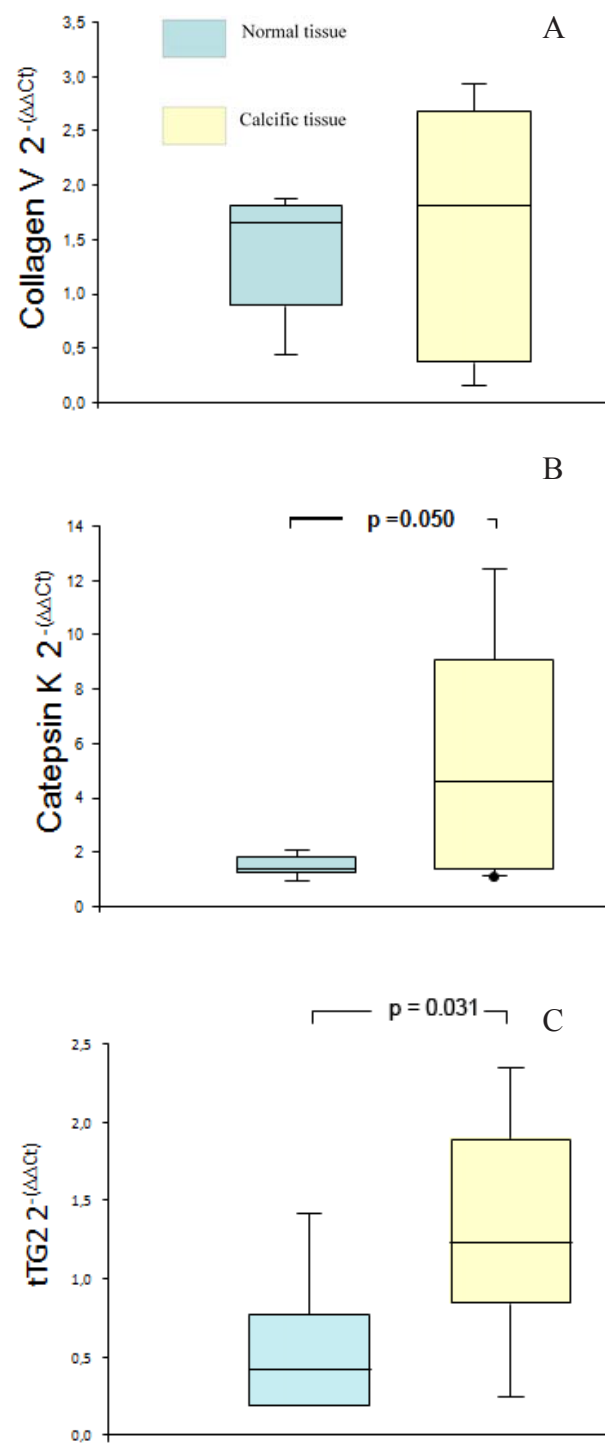 A
Normal tissue
Calcific tissue
Collagen V 2^-(ΔΔCt)
3,5
3,0
2,5
2,0
1,5
1,0
0,5
0,0
B
p =0.050
Catepsin K 2^-(ΔΔCt)
14
12
10
8
6
4
2
0
C
p = 0.031
tTG2 2^-(ΔΔCt)
2,5
2,0
1,5
1,0
0,5
0,0